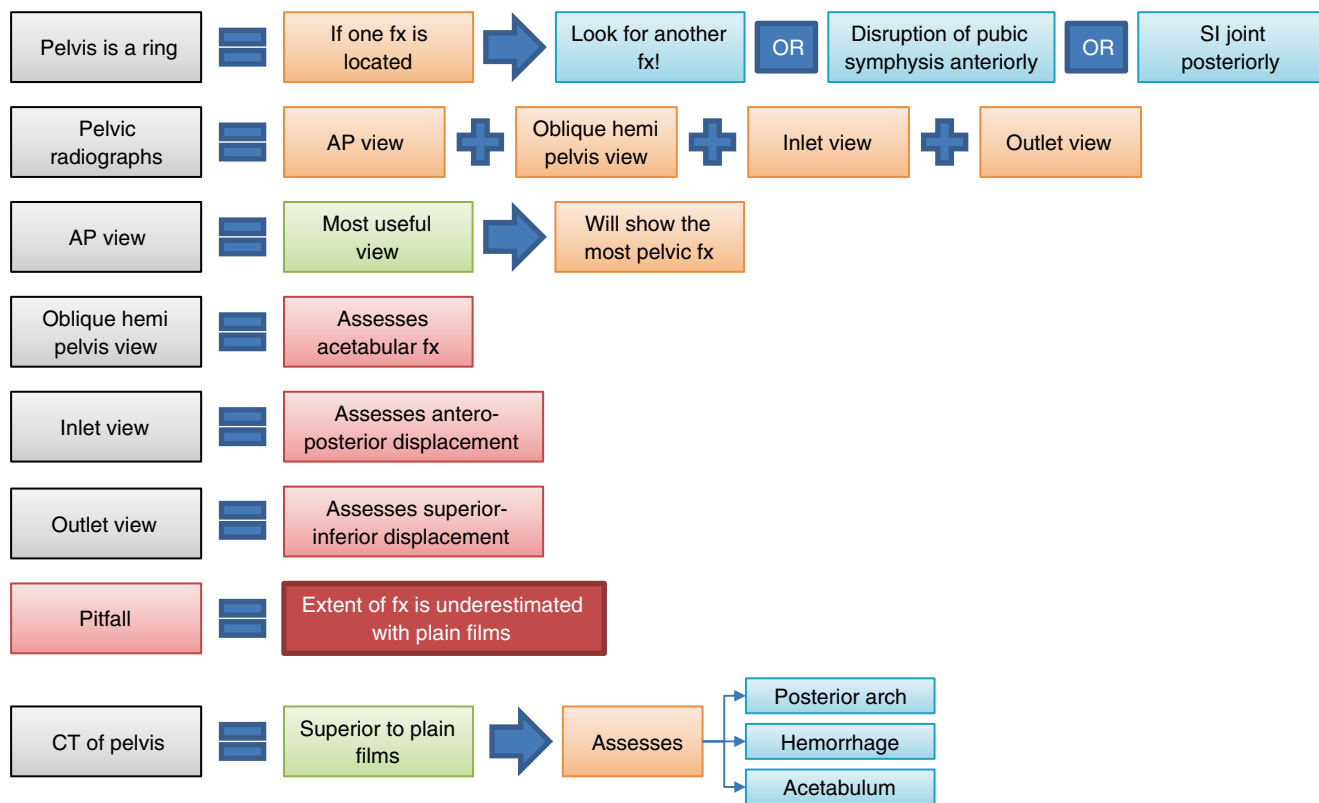 Pelvis is a ring
If one fx is
located
Look for another
fx!
OR
Disruption of pubic
symphysis anteriorly
OR
SI joint
posteriorly
Pelvic
radiographs
AP view
Oblique hemi
pelvis view
Inlet view
Outlet view
AP view
Most useful
view
Will show the
most pelvic fx
Oblique hemi
pelvis view
Assesses
acetabular fx
Inlet view
Assesses antero-
posterior displacement
Outlet view
Assesses superior-
inferior displacement
Pitfall
Extent of fx is underestimated
with plain films
CT of pelvis
Superior to plain
films
Assesses
Posterior arch
Hemorrhage
Acetabulum